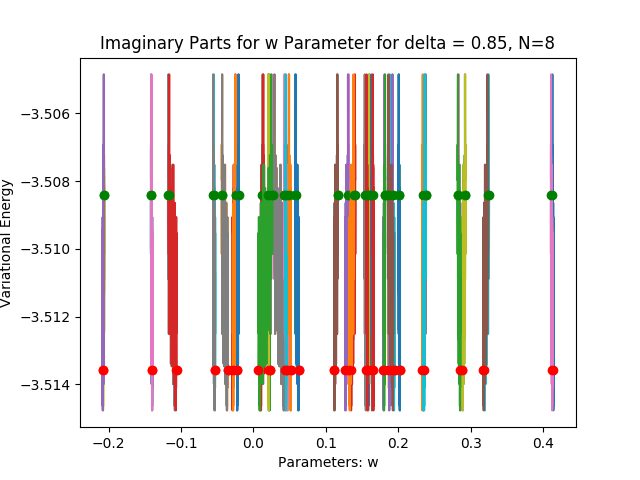 Imaginary Parts for w Parameter for delta = 0.85, N=8
Variational Energy
−3.506
−3.508
−3.510
−3.512
−3.514
−0.2 −0.1 0.0 0.1 0.2 0.3 0.4
Parameters: w